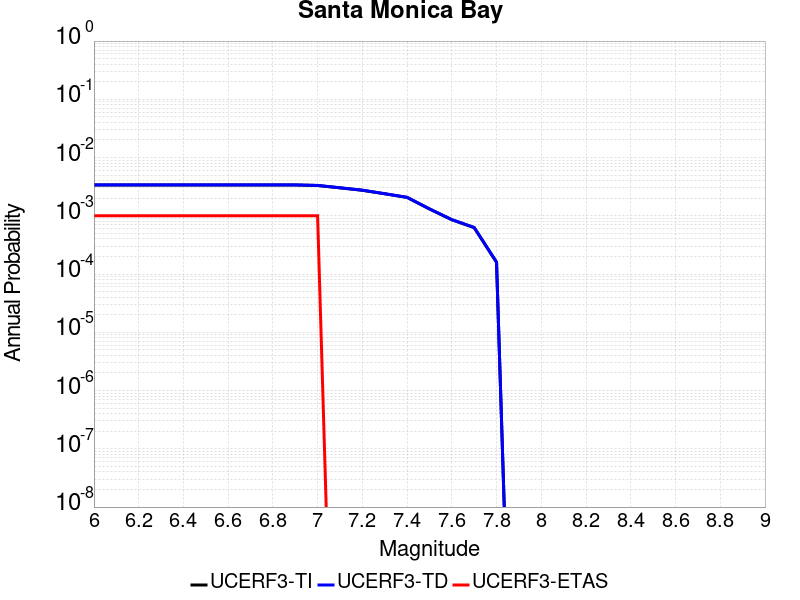 Santa Monica Bay
10^0
10^-1
10^-2
10^-3
10^-4
10^-5
10^-6
10^-7
10^-8
Annual Probability
6 6.2 6.4 6.6 6.8 7 7.2 7.4 7.6 7.8 8 8.2 8.4 8.6 8.8 9
Magnitude
UCERF3-TI UCERF3-TD UCERF3-ETAS